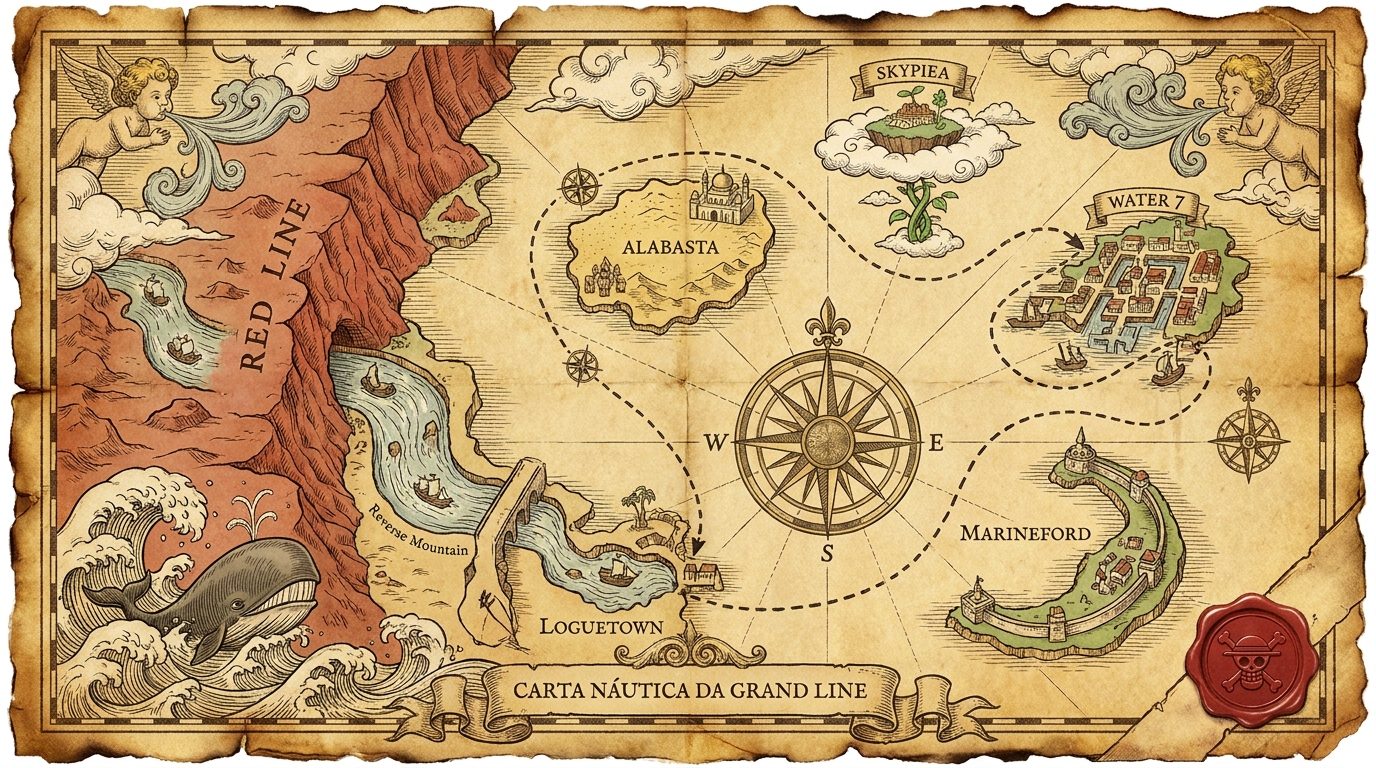 SKYPIEA
WATER 7
RED LINE
ALABASTA
W
E
S
Reverse Mountain
MARINEFORD
LOGUETOWN
CARTA NÁUTICA DA GRAND LINE